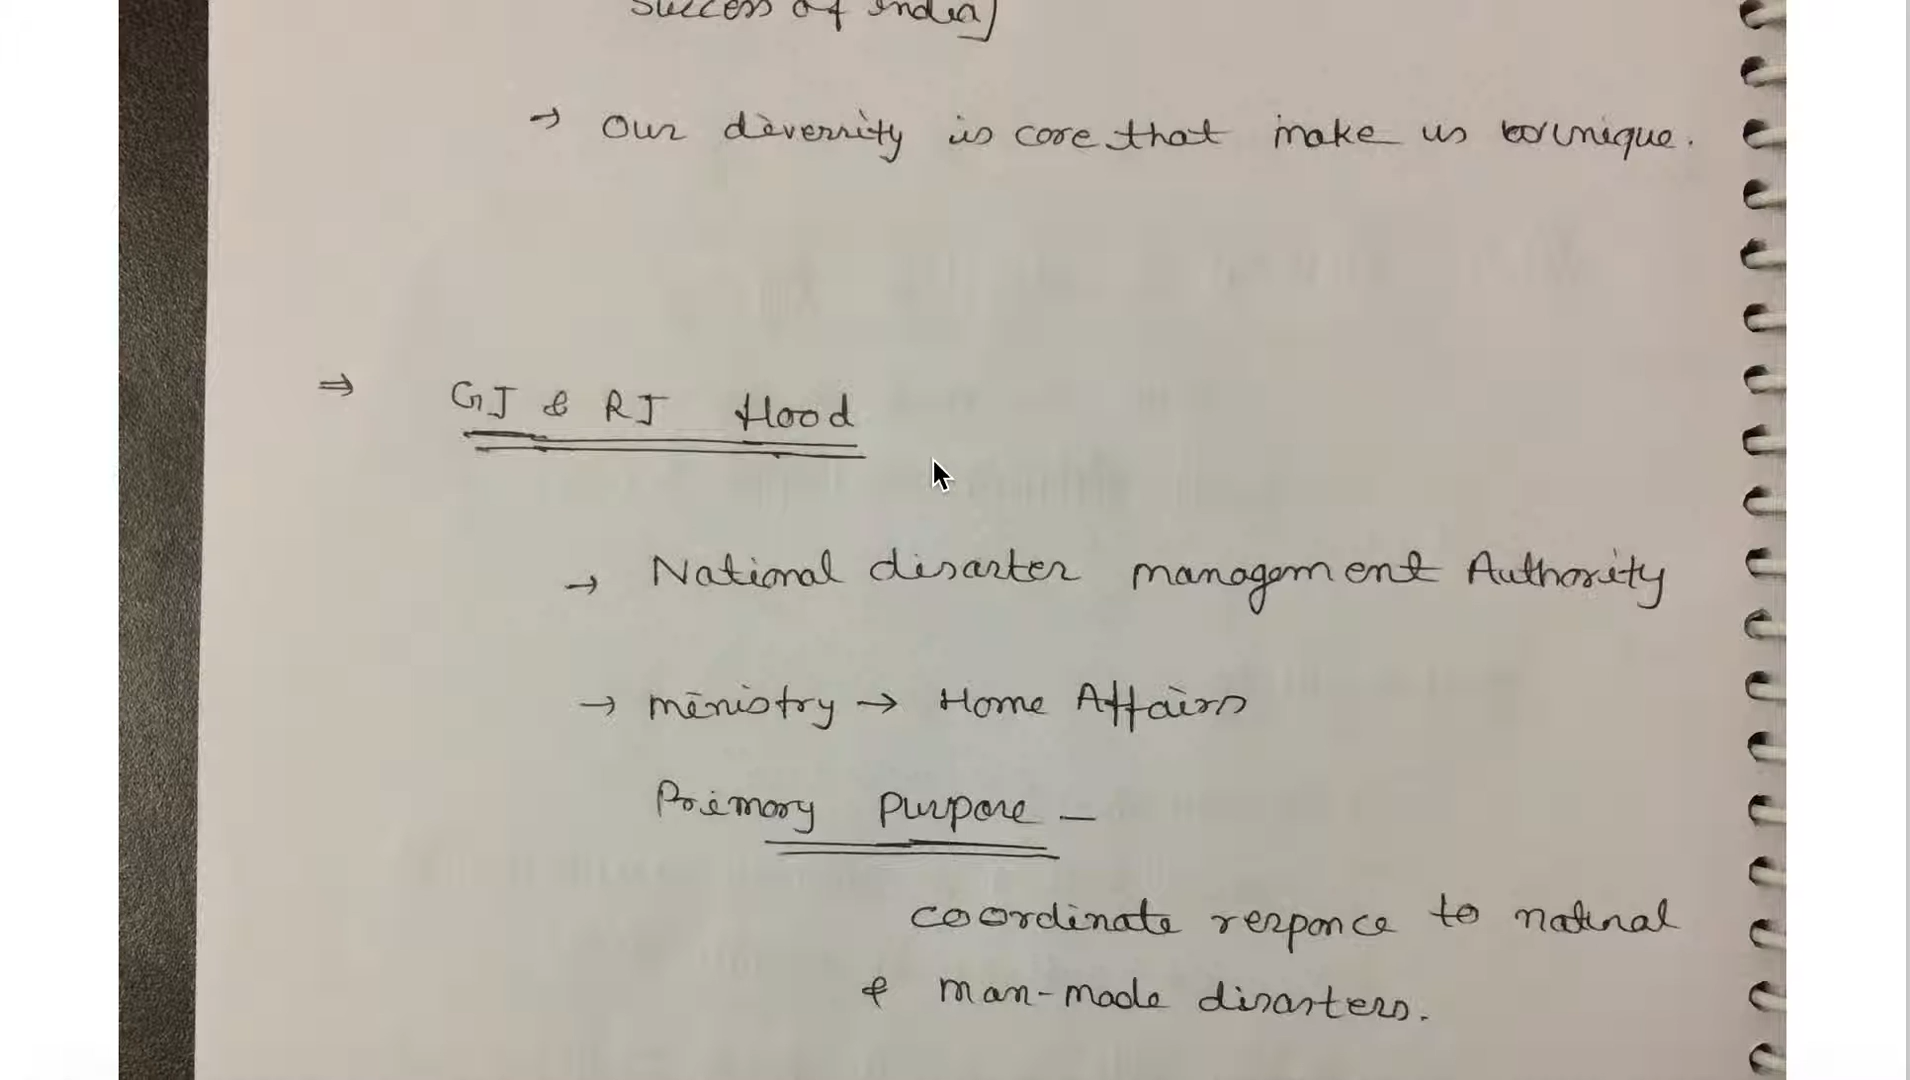 success of India]
→ Our diversity is core that make us unique.
⇒ GJ & RJ flood
→ National disaster management Authority
→ ministry → Home Affairs
Primary purpose –
coordinate responce to natural
& man-made disasters.